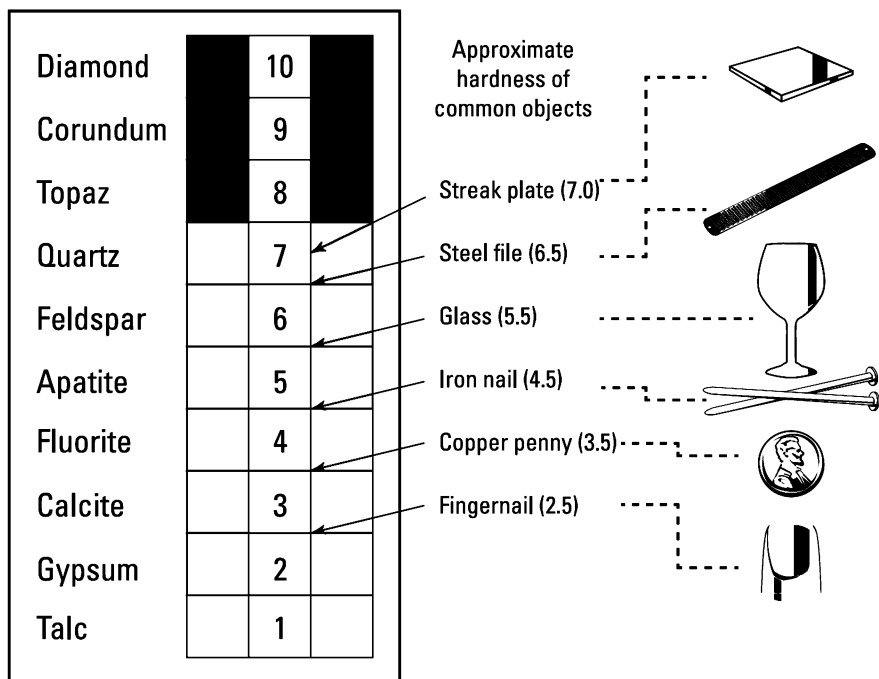 Diamond 10
Corundum 9
Topaz 8
Quartz 7
Feldspar 6
Apatite 5
Fluorite 4
Calcite 3
Gypsum 2
Talc 1
Approximate
hardness of
common objects
Streak plate (7.0)
Steel file (6.5)
Glass (5.5)
Iron nail (4.5)
Copper penny (3.5)
Fingernail (2.5)